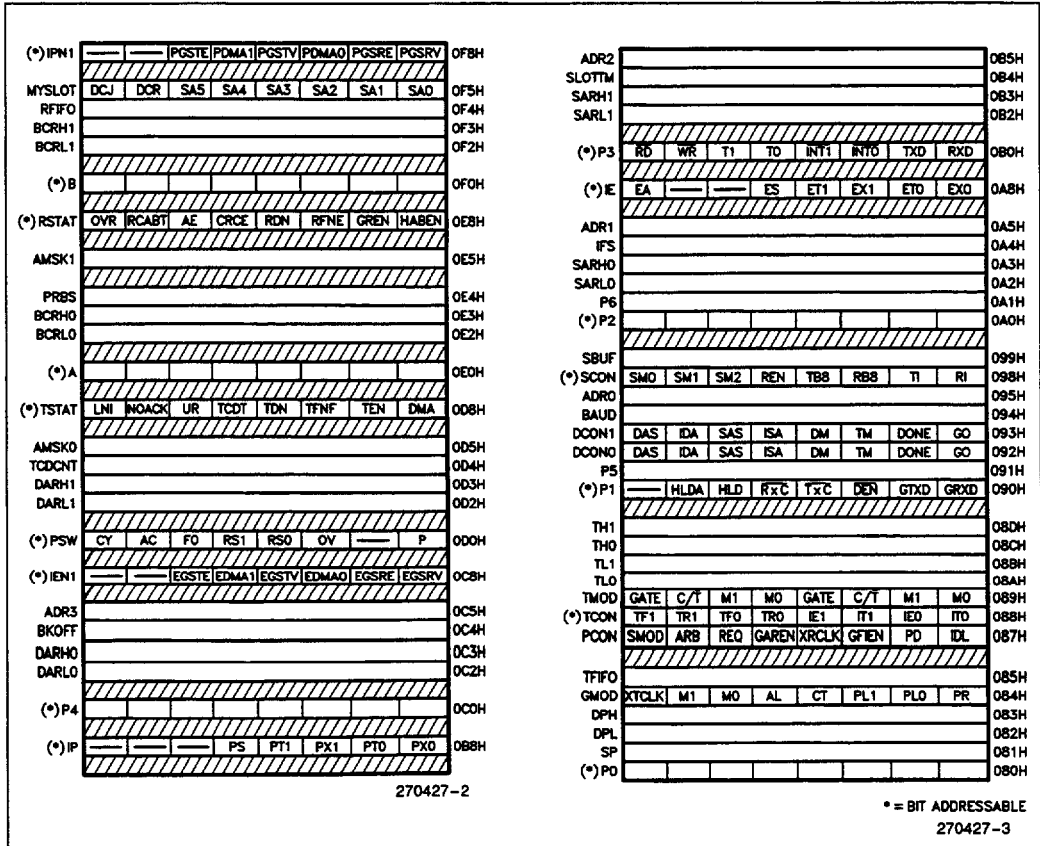 (*) IPN1 — — PGSTE PDMA1 PGSTV PDMA0 PGSRE PGSRV 0F8H
MYSLOT DCJ DCR SA5 SA4 SA3 SA2 SA1 SA0 0F5H
RFIFO 0F4H
BCRH1 0F3H
BCRL1 0F2H
(*) B 0F0H
(*) RSTAT OVR RCABT AE CRCE RDN RFNE GREN HABEN 0E8H
AMSK1 0E5H
PRBS 0E4H
BCRH0 0E3H
BCRL0 0E2H
(*) A 0E0H
(*) TSTAT LNI NOACK UR TCDT TDN TFNF TEN DMA 0D8H
AMSK0 0D5H
TCDCNT 0D4H
DARH1 0D3H
DARL1 0D2H
(*) PSW CY AC F0 RS1 RS0 OV — P 0D0H
(*) IEN1 — — EGSTE EDMA1 EGSTV EDMA0 EGSRE EGSRV 0C8H
ADR3 0C5H
BKOFF 0C4H
DARH0 0C3H
DARL0 0C2H
(*) P4 0C0H
(*) IP — — — PS PT1 PX1 PT0 PX0 0B8H
270427-2
ADR2 0B5H
SLOTTM 0B4H
SARH1 0B3H
SARL1 0B2H
(*) P3 RD WR T1 T0 INT1 INT0 TXD RXD 0B0H
(*) IE EA — — ES ET1 EX1 ET0 EX0 0A8H
ADR1 0A5H
IFS 0A4H
SARH0 0A3H
SARL0 0A2H
P6 0A1H
(*) P2 0A0H
SBUF 099H
(*) SCON SM0 SM1 SM2 REN TB8 RB8 TI RI 098H
ADR0 095H
BAUD 094H
DCON1 DAS IDA SAS ISA DM TM DONE GO 093H
DCON0 DAS IDA SAS ISA DM TM DONE GO 092H
P5 091H
(*) P1 — HLDA HLD RxC TxC DEN GTXD GRXD 090H
TH1 08DH
TH0 08CH
TL1 08BH
TL0 08AH
TMOD GATE C/T M1 M0 GATE C/T M1 M0 089H
(*) TCON TF1 TR1 TF0 TR0 IE1 IT1 IE0 IT0 088H
PCON SMOD ARB REQ GAREN XRCLK GFIEN PD IDL 087H
TFIFO 085H
GMOD XTCLK M1 M0 AL CT PL1 PL0 PR 084H
DPH 083H
DPL 082H
SP 081H
(*) P0 080H
* = BIT ADDRESSABLE
270427-3